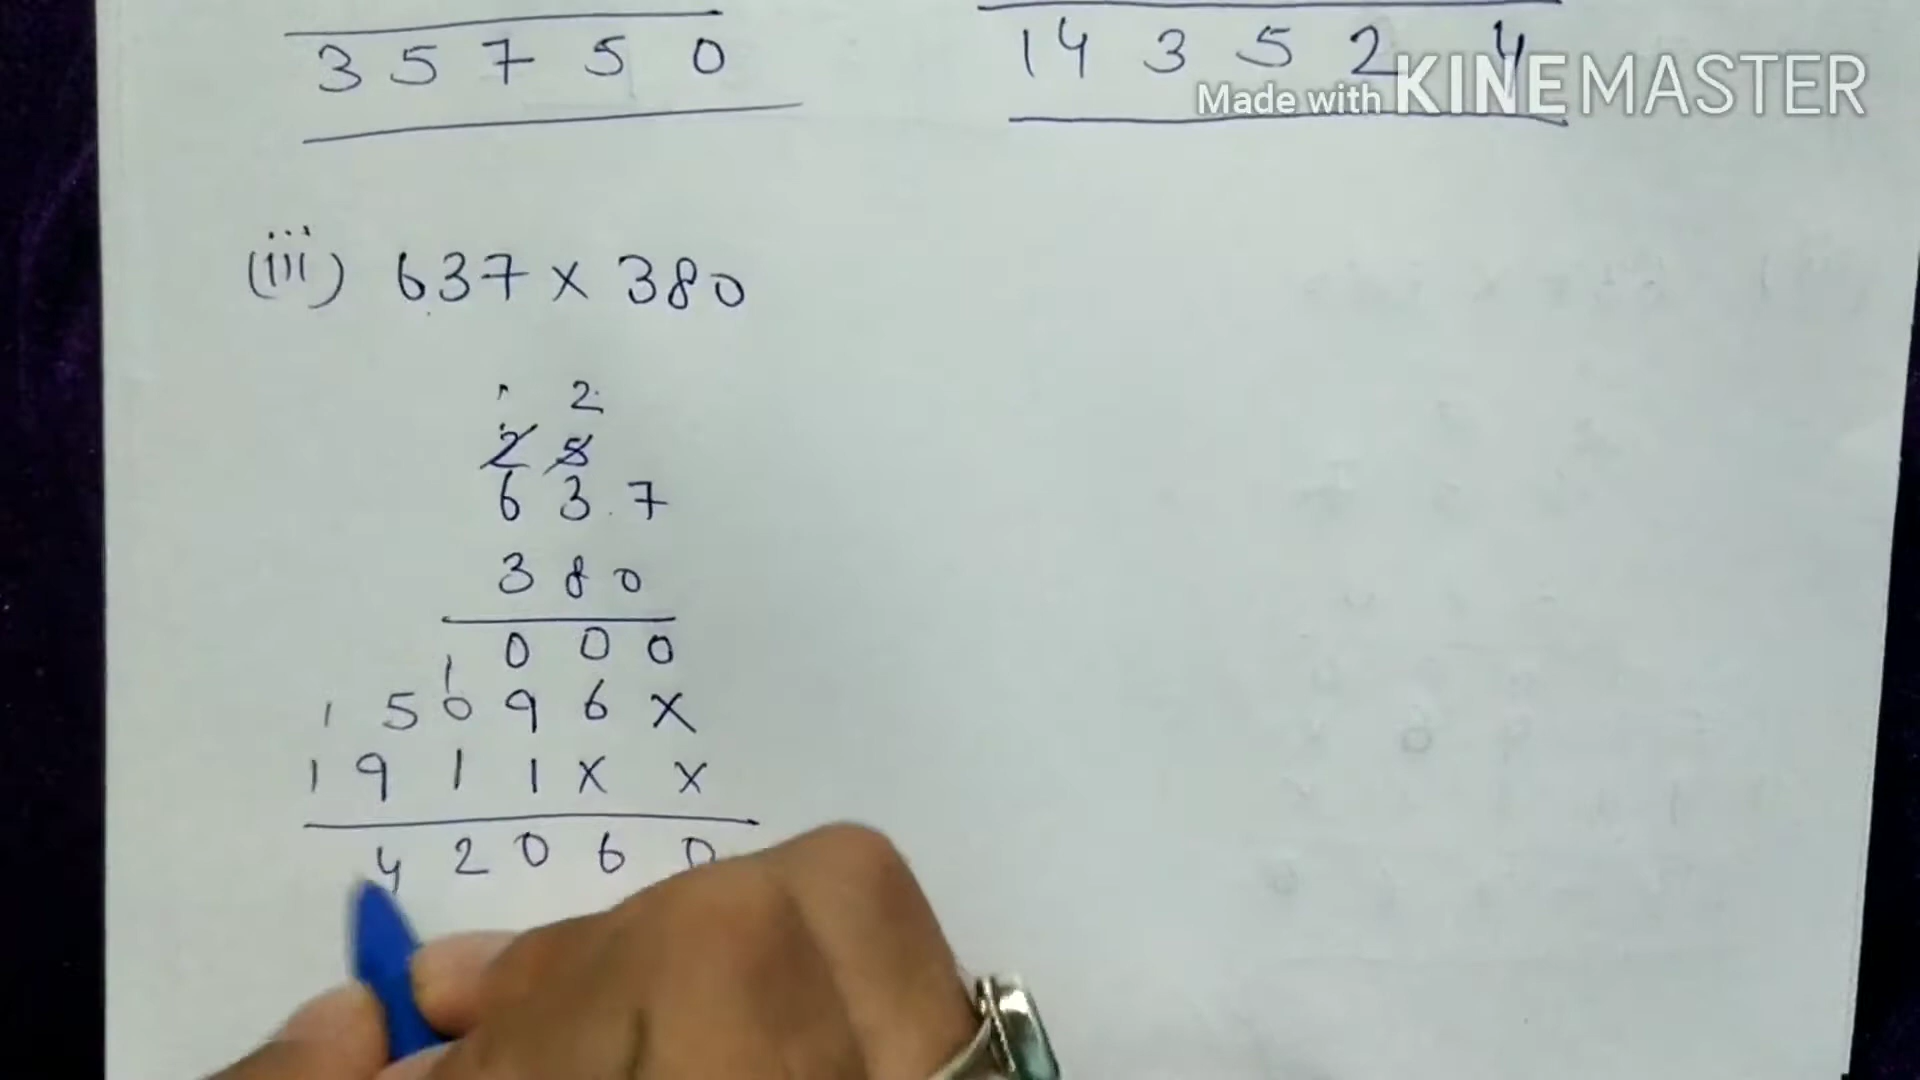 3 5 7 5 0
14 3 5 2 4
Made with KINEMASTER
(iii) 637 x 380
1 2
2 5
6 3 7
3 8 0
0 0 0
1
1 5 0 9 6 x
1 9 1 1 x x
4 2 0 6 0